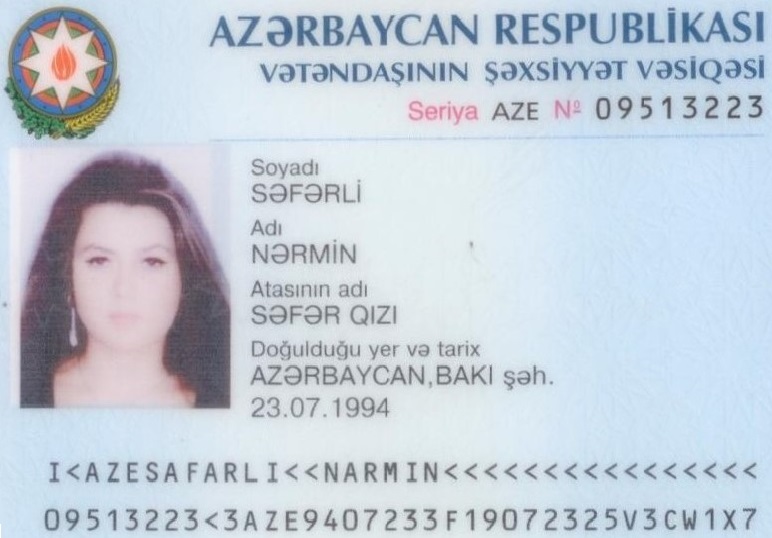 AZƏRBAYCAN RESPUBLİKASI
VƏTƏNDAŞININ ŞƏXSİYYƏT VƏSİQƏSİ
Seriya AZE № 09513223
Soyadı
SƏFƏRLİ
Adı
NƏRMİN
Atasının adı
SƏFƏR QIZI
Doğulduğu yer və tarix
AZƏRBAYCAN,BAKI şəh.
23.07.1994
I<AZESAFARLI<<NARMIN<<<<<<<<<<<<<<<<
09513223<3AZE9407233F19072325V3CW1X7